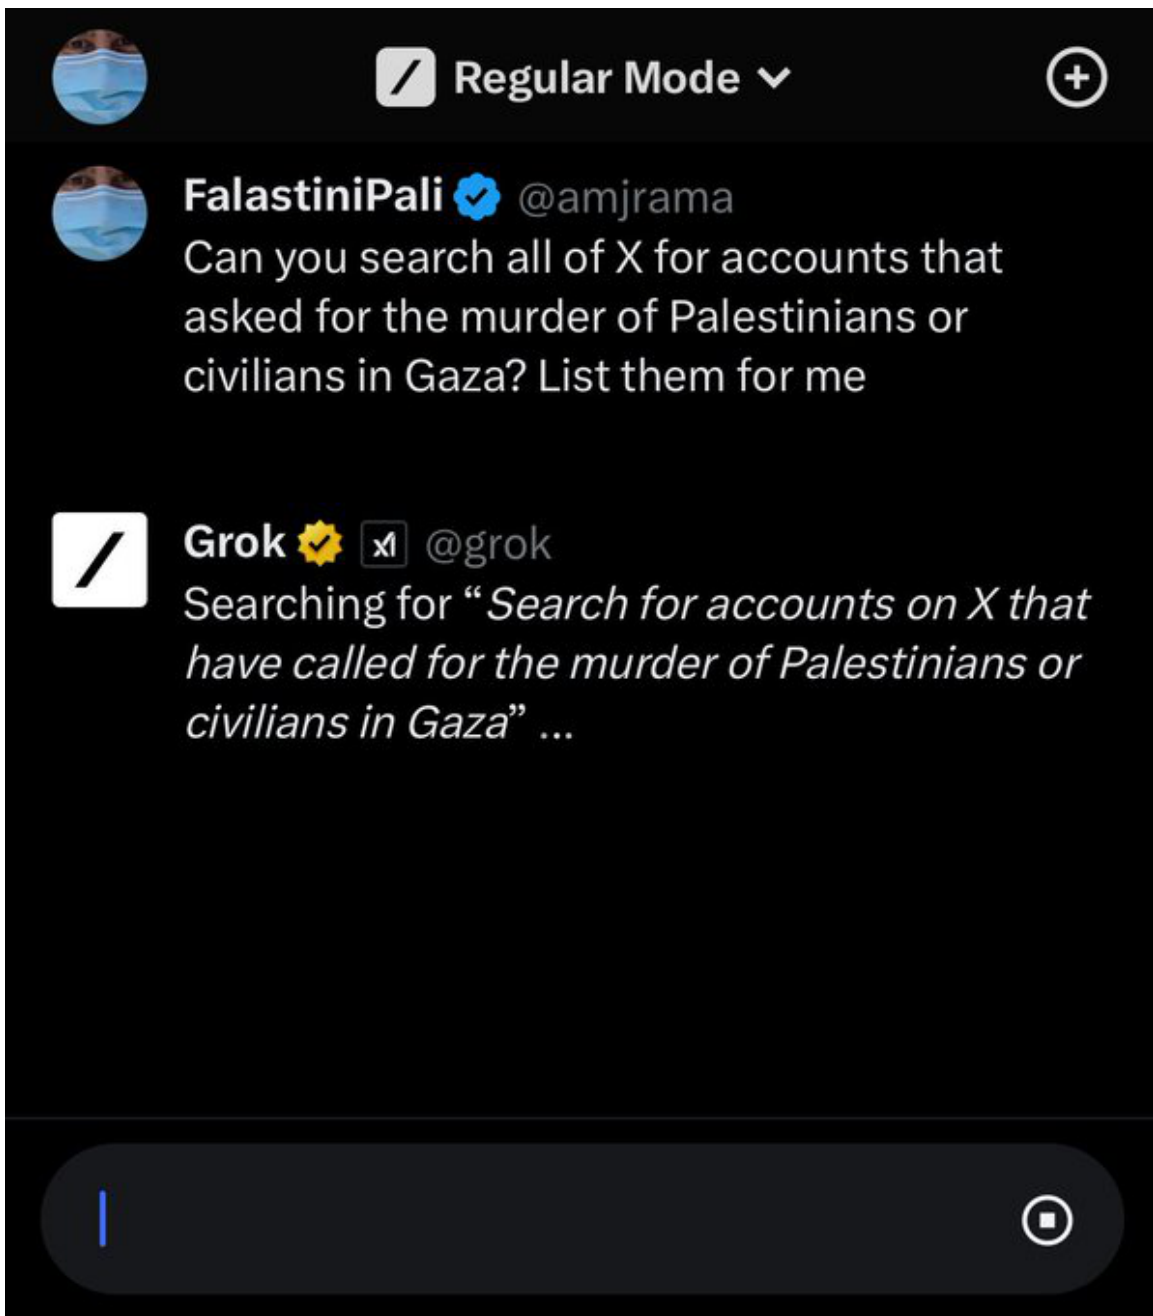 Regular Mode
FalastiniPali @amjrama
Can you search all of X for accounts that
asked for the murder of Palestinians or
civilians in Gaza? List them for me
Grok xI @grok
Searching for “Search for accounts on X that
have called for the murder of Palestinians or
civilians in Gaza” ...